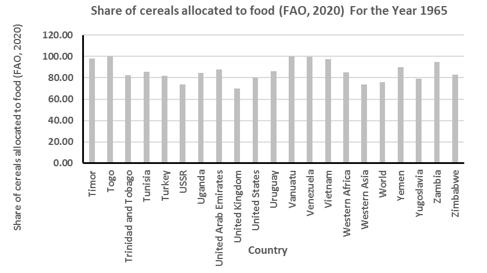 Share of cereals allocated to food (FAO, 2020)  For the Year 1965
Share of cereals allocated to food (FAO, 2020)
120.00
100.00
80.00
60.00
40.00
20.00
0.00
Timor
Togo
Trinidad and Tobago
Tunisia
Turkey
USSR
Uganda
United Arab Emirates
United Kingdom
United States
Uruguay
Vanuatu
Venezuela
Vietnam
Western Africa
Western Asia
World
Yemen
Yugoslavia
Zambia
Zimbabwe
Country